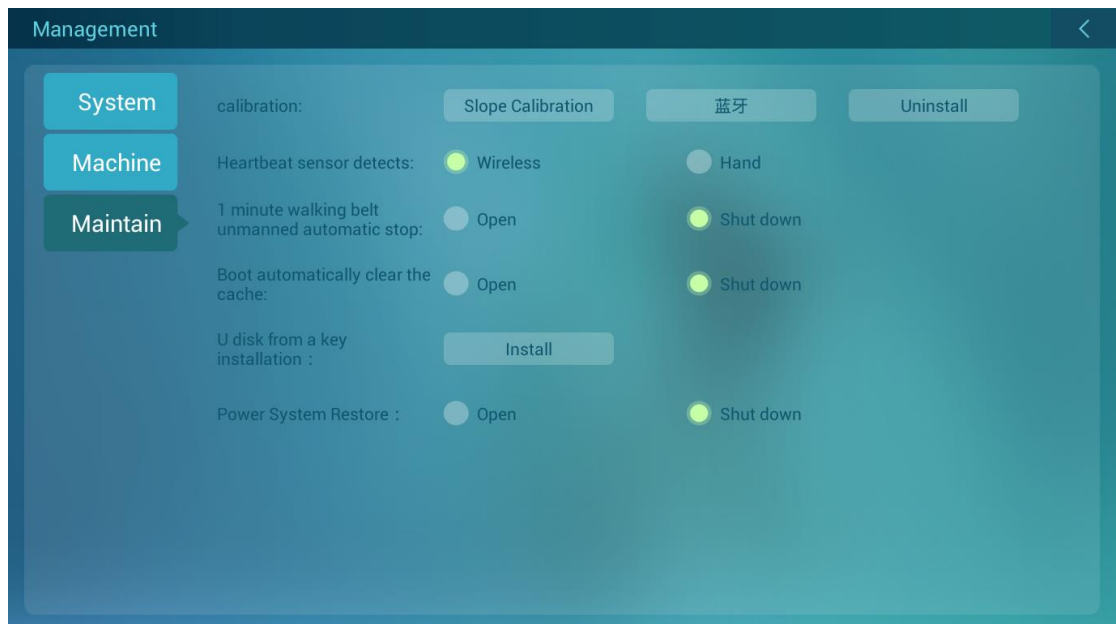 Management
System
Machine
Maintain
calibration:
Slope Calibration
蓝牙
Uninstall
Heartbeat sensor detects:
Wireless
Hand
1 minute walking belt
unmanned automatic stop:
Open
Shut down
Boot automatically clear the
cache:
Open
Shut down
U disk from a key
installation：
Install
Power System Restore：
Open
Shut down